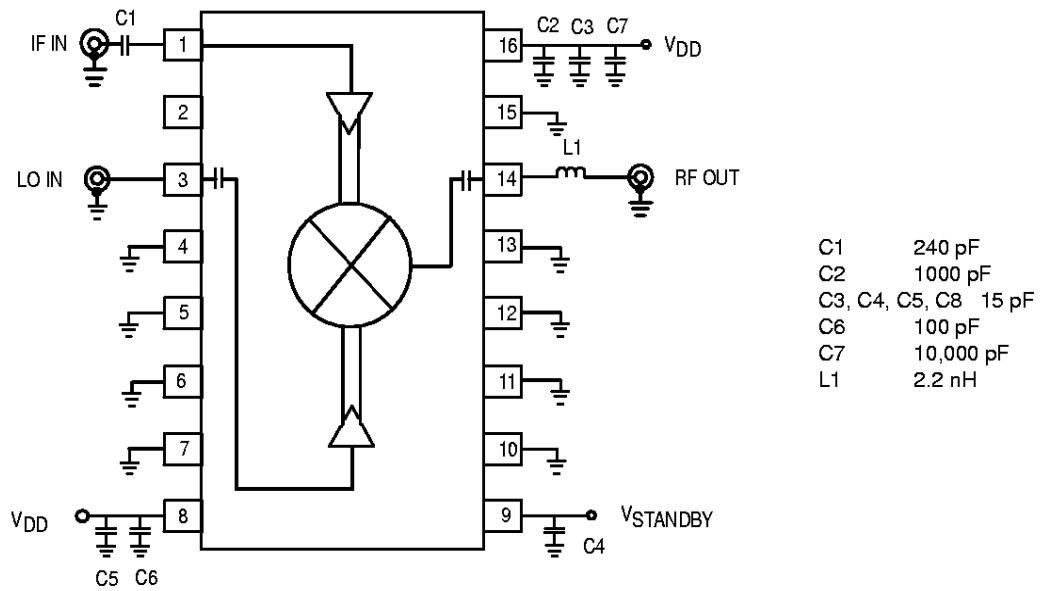 C1
IF IN
1
16
C2 C3 C7
VDD
2
15
L1
LO IN
3
14
RF OUT
4
13
5
12
6
11
7
10
VDD
8
9
VSTANDBY
C4
C5 C6
C1 240 pF
C2 1000 pF
C3, C4, C5, C8 15 pF
C6 100 pF
C7 10,000 pF
L1 2.2 nH